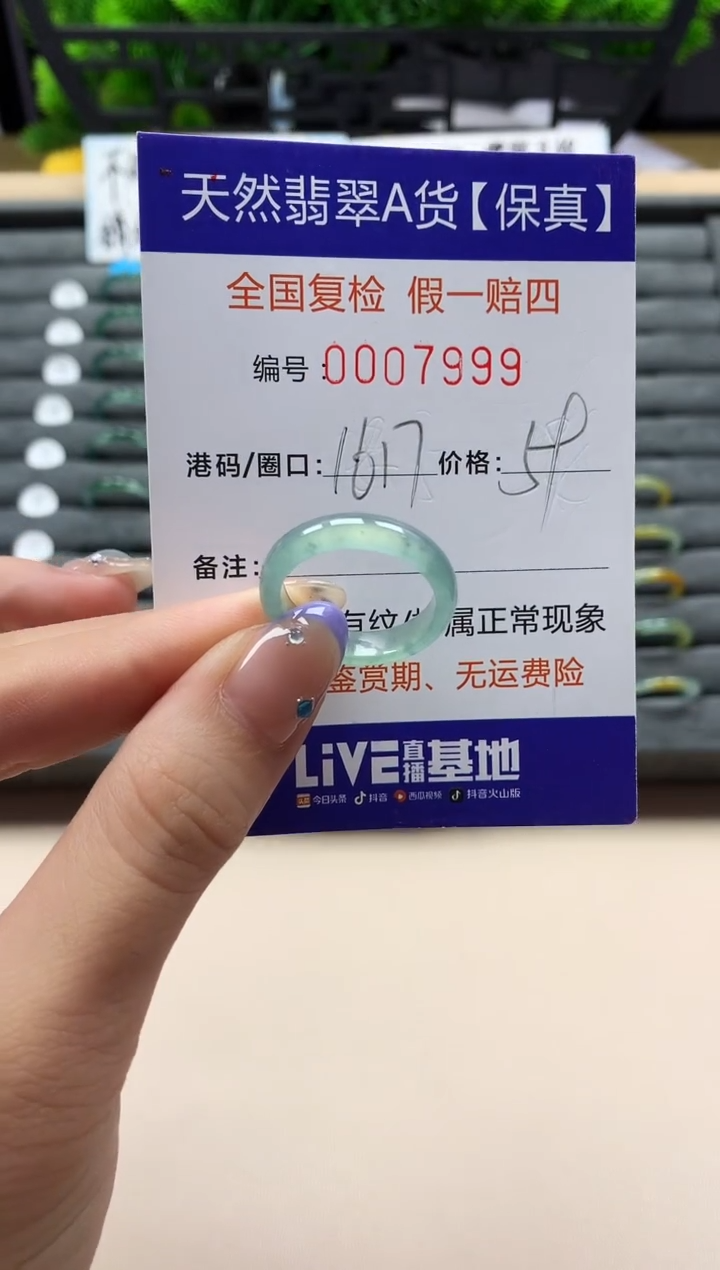 天然翡翠A货【保真】
全国复检 假一赔四
编号:0007999
港码/圈口:1617 价格:
备注:
有纹 属正常现象
鉴赏期、无运费险
LiVE直播基地
今日头条 抖音 西瓜视频 抖音火山版